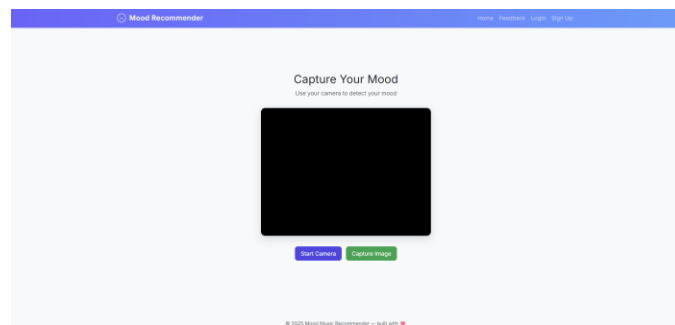 Mood Recommender
Home Feedback Login Sign Up
Capture Your Mood
Use your camera to detect your mood
Start Camera Capture Image
© 2025 Mood Music Recommender — built with